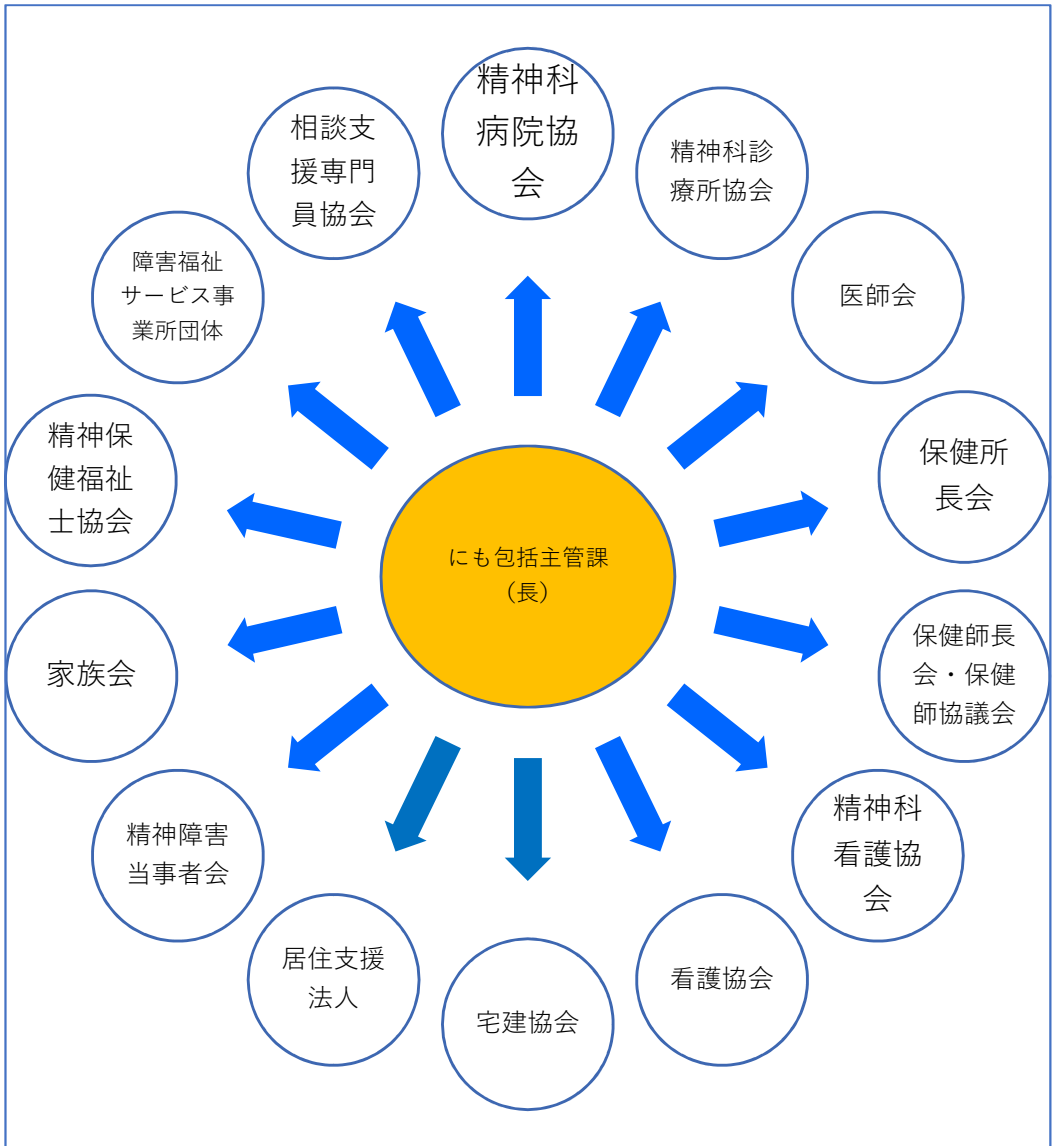 精神科
病院協
会
精神科診
療所協会
医師会
保健所
長会
保健師長
会・保健
師協議会
精神科
看護協
会
看護協会
宅建協会
居住支援
法人
精神障害
当事者会
家族会
精神保
健福祉
士協会
障害福祉
サービス事
業所団体
相談支
援専門
員協会
にも包括主管課
（長）